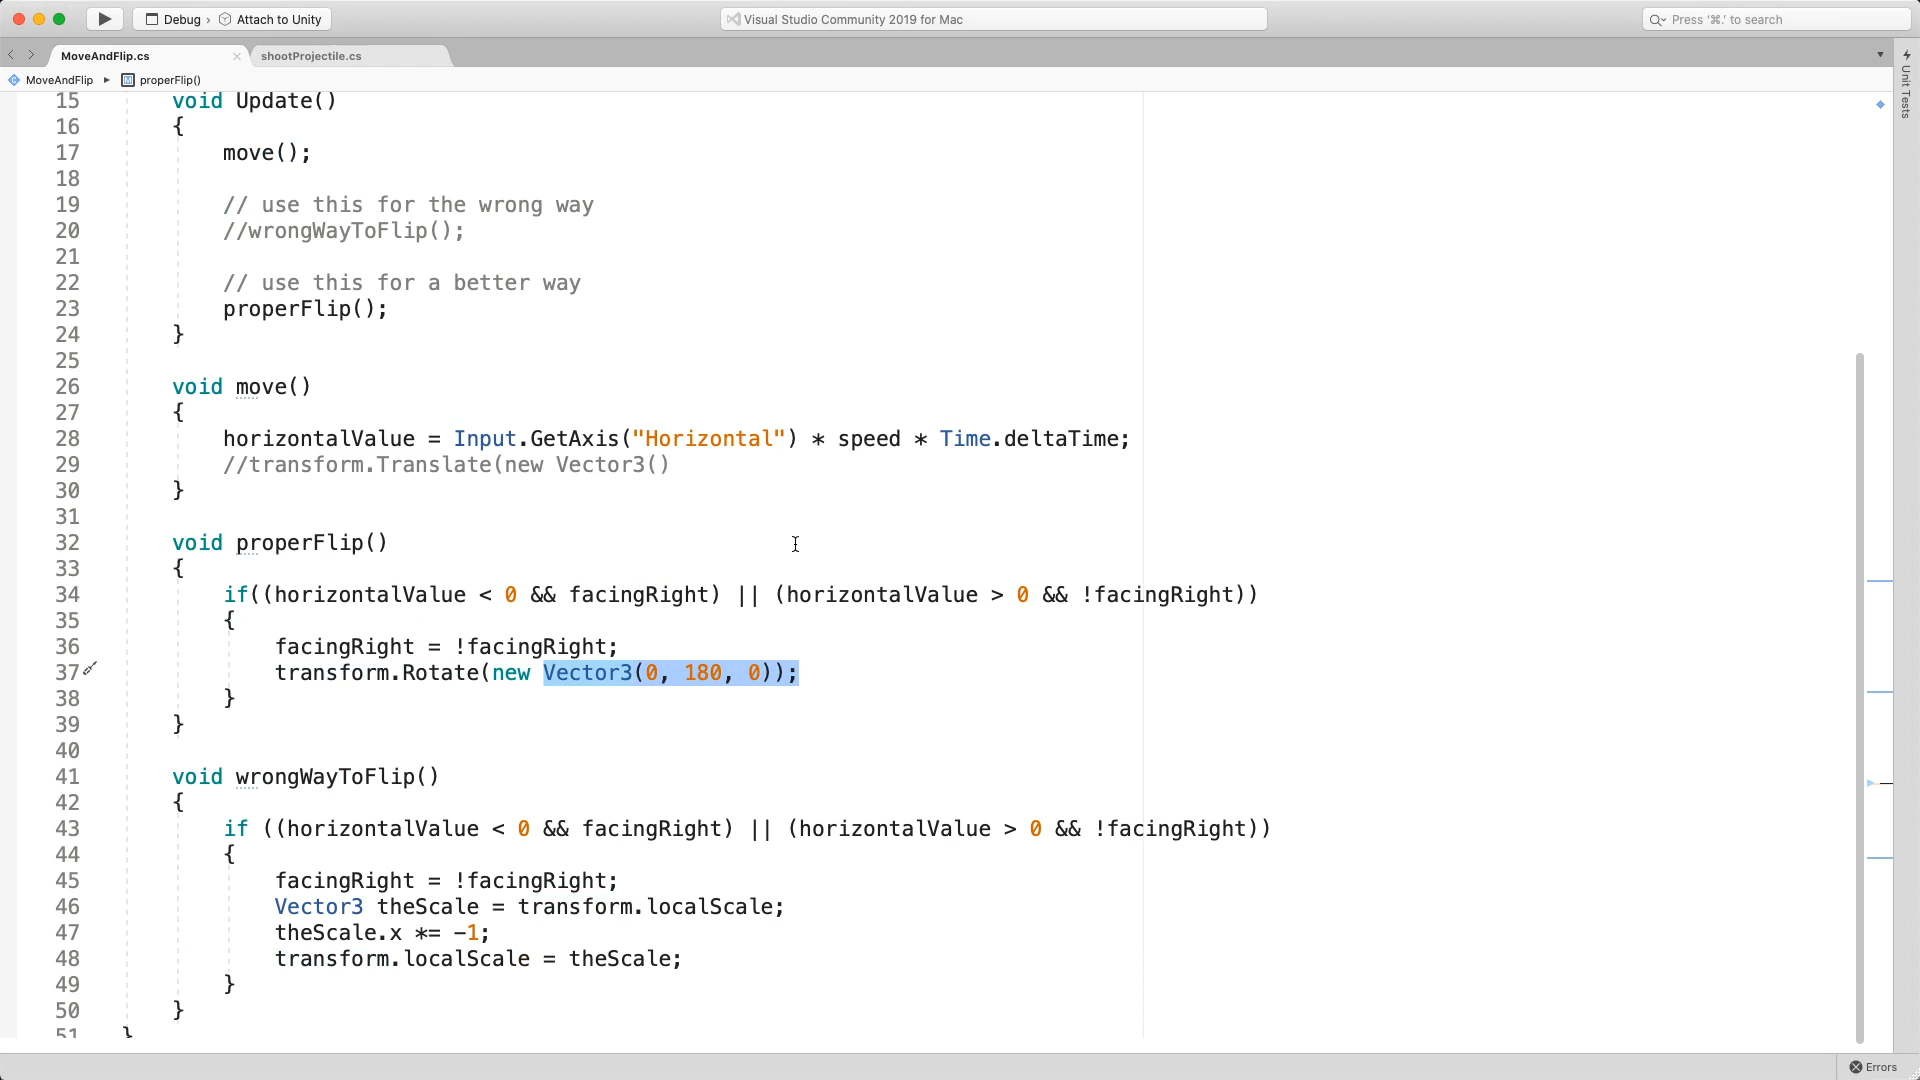 Debug › Attach to Unity
Visual Studio Community 2019 for Mac
Press '⌘.' to search
MoveAndFlip.cs
shootProjectile.cs
MoveAndFlip ▸ properFlip()
Unit Tests
15 void Update()
16 {
17 move();
18
19 // use this for the wrong way
20 //wrongWayToFlip();
21
22 // use this for a better way
23 properFlip();
24 }
25
26 void move()
27 {
28 horizontalValue = Input.GetAxis("Horizontal") * speed * Time.deltaTime;
29 //transform.Translate(new Vector3()
30 }
31
32 void properFlip()
33 {
34 if((horizontalValue < 0 && facingRight) || (horizontalValue > 0 && !facingRight))
35 {
36 facingRight = !facingRight;
37 transform.Rotate(new Vector3(0, 180, 0));
38 }
39 }
40
41 void wrongWayToFlip()
42 {
43 if ((horizontalValue < 0 && facingRight) || (horizontalValue > 0 && !facingRight))
44 {
45 facingRight = !facingRight;
46 Vector3 theScale = transform.localScale;
47 theScale.x *= -1;
48 transform.localScale = theScale;
49 }
50 }
51 }
Errors